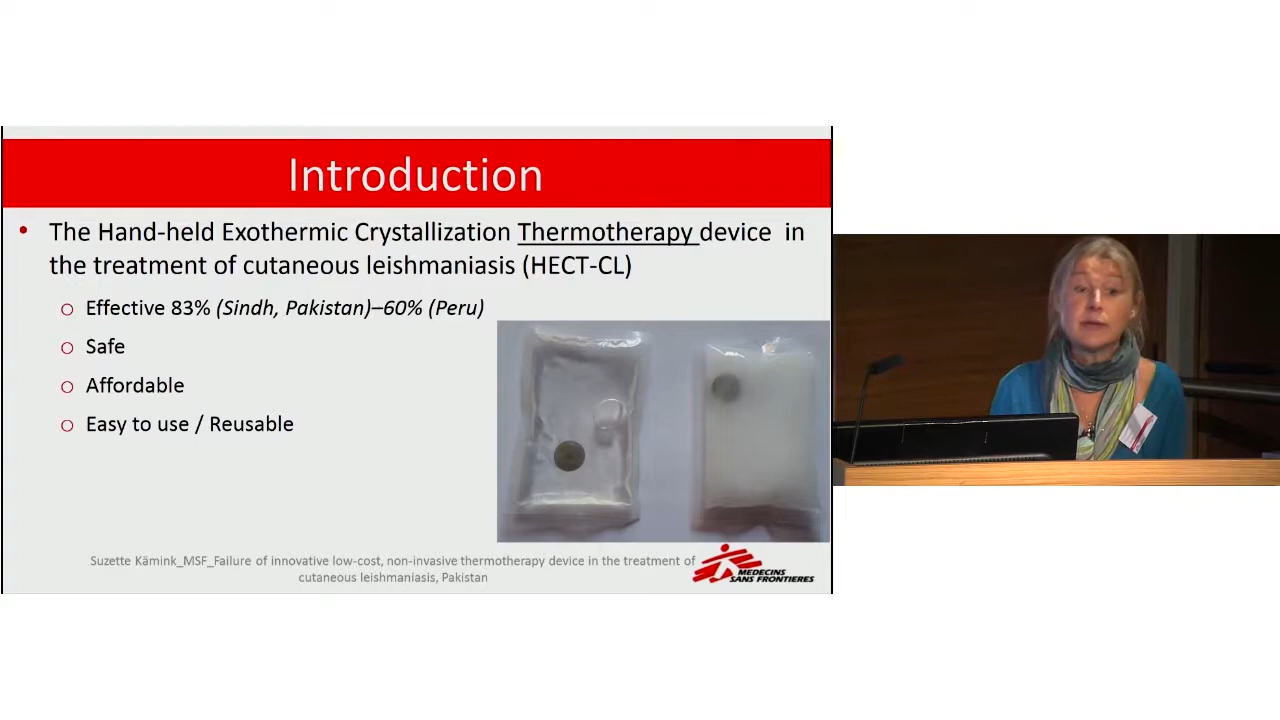 Introduction
• The Hand-held Exothermic Crystallization Thermotherapy device in
the treatment of cutaneous leishmaniasis (HECT-CL)
o Effective 83% (Sindh, Pakistan)–60% (Peru)
o Safe
o Affordable
o Easy to use / Reusable
Suzette Kämink_MSF_Failure of innovative low-cost, non-invasive thermotherapy device in the treatment of
cutaneous leishmaniasis, Pakistan
MEDECINS
SANS FRONTIERES